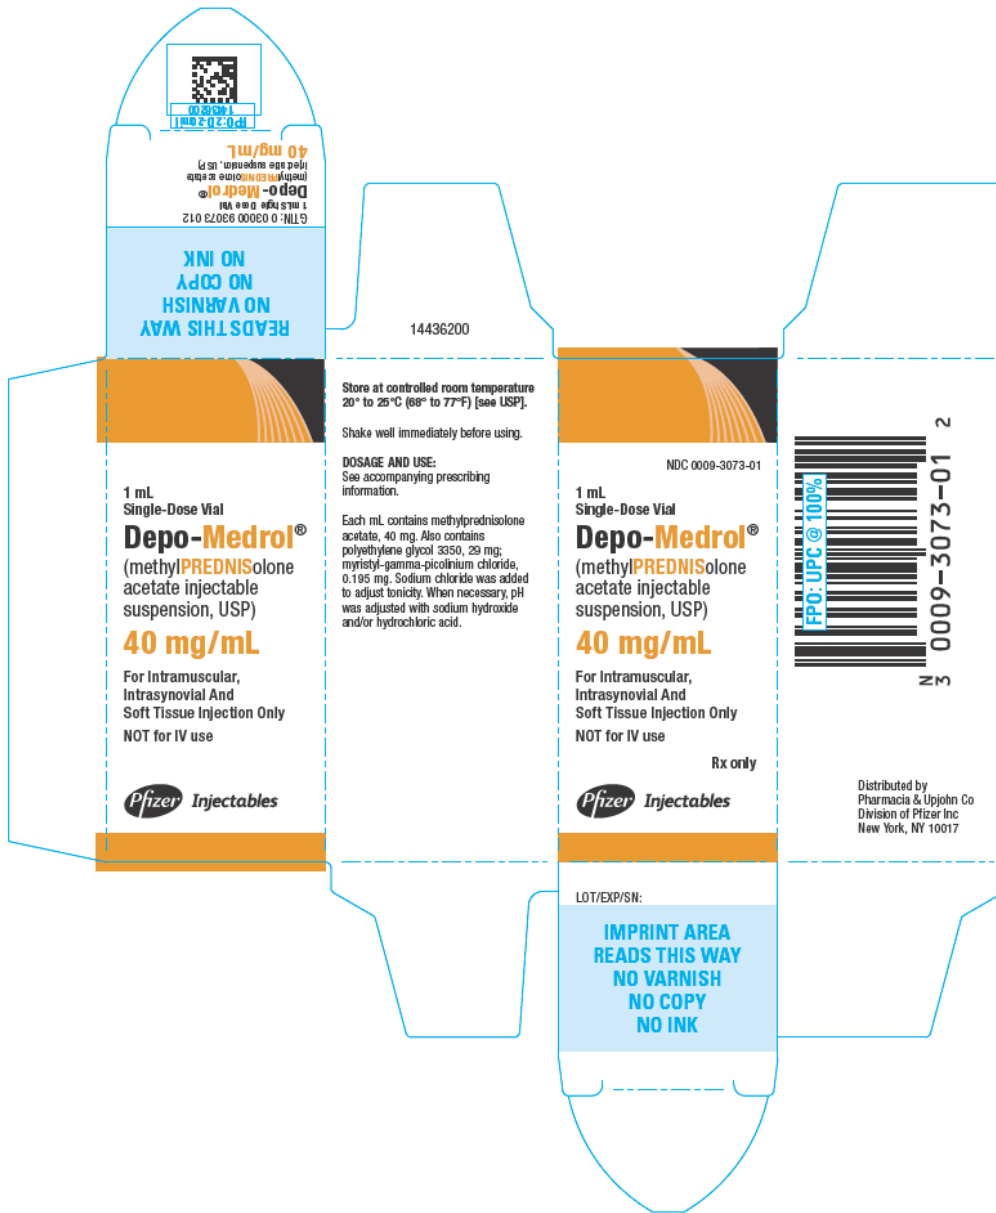 FPO: 2D-20mil
14436200
40 mg/mL
injectable suspension, USP)
(methylPREDNISolone acetate
Depo-Medrol®
1 mL Single Dose Vial
GTIN: 0 03000 93073 012
NO INK
NO COPY
NO VARNISH
READS THIS WAY
1 mL
Single-Dose Vial
Depo-Medrol®
(methylPREDNISolone
acetate injectable
suspension, USP)
40 mg/mL
For Intramuscular,
Intrasynovial And
Soft Tissue Injection Only
NOT for IV use
Pfizer Injectables
14436200
Store at controlled room temperature
20° to 25°C (68° to 77°F) [see USP].
Shake well immediately before using.
DOSAGE AND USE:
See accompanying prescribing
information.
Each mL contains methylprednisolone
acetate, 40 mg. Also contains
polyethylene glycol 3350, 29 mg;
myristyl-gamma-picolinium chloride,
0.195 mg. Sodium chloride was added
to adjust tonicity. When necessary, pH
was adjusted with sodium hydroxide
and/or hydrochloric acid.
NDC 0009-3073-01
1 mL
Single-Dose Vial
Depo-Medrol®
(methylPREDNISolone
acetate injectable
suspension, USP)
40 mg/mL
For Intramuscular,
Intrasynovial And
Soft Tissue Injection Only
NOT for IV use
Rx only
Pfizer Injectables
LOT/EXP/SN:
IMPRINT AREA
READS THIS WAY
NO VARNISH
NO COPY
NO INK
FPO: UPC @ 100%
N
3 0009-3073-01 2
Distributed by
Pharmacia & Upjohn Co
Division of Pfizer Inc
New York, NY 10017